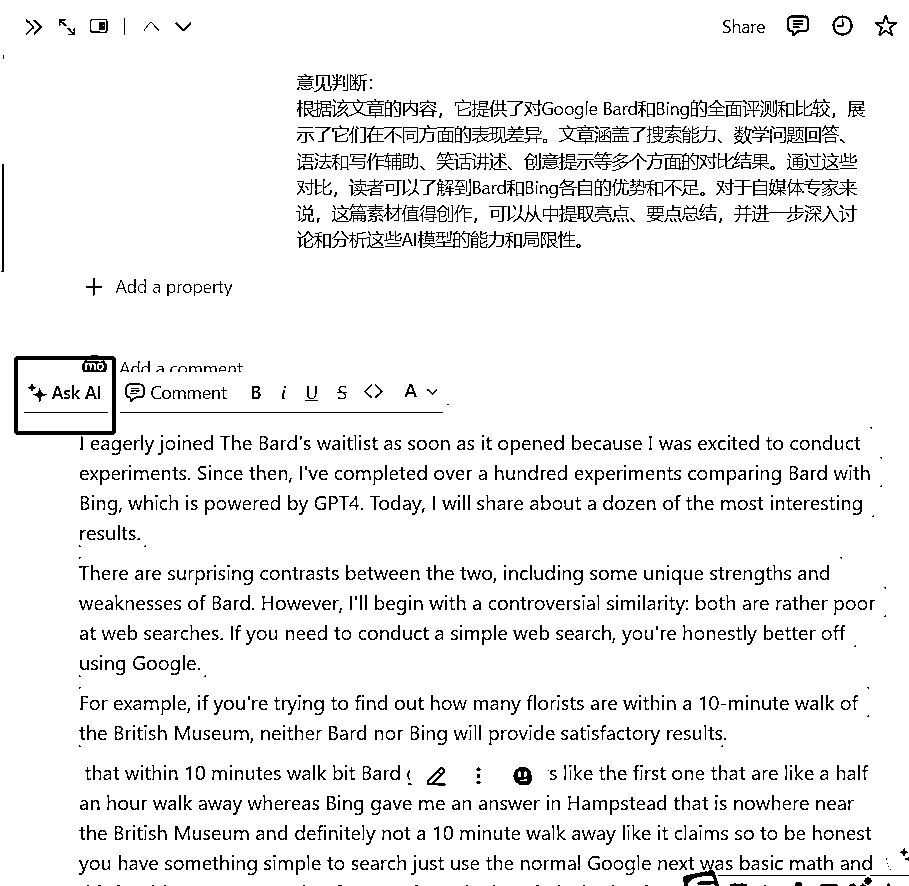 Share
意见判断：
根据该文章的内容，它提供了对Google Bard和Bing的全面评测和比较，展
示了它们在不同方面的表现差异。文章涵盖了搜索能力、数学问题回答、
语法和写作辅助、笑话讲述、创意提示等多个方面的对比结果。通过这些
对比，读者可以了解到Bard和Bing各自的优势和不足。对于自媒体专家来
说，这篇素材值得创作，可以从中提取亮点、要点总结，并进一步深入讨
论和分析这些AI模型的能力和局限性。
Add a property
Add a comment
Ask AI Comment B i U S <> A
I eagerly joined The Bard's waitlist as soon as it opened because I was excited to conduct
experiments. Since then, I've completed over a hundred experiments comparing Bard with
Bing, which is powered by GPT4. Today, I will share about a dozen of the most interesting
results.
There are surprising contrasts between the two, including some unique strengths and
weaknesses of Bard. However, I'll begin with a controversial similarity: both are rather poor
at web searches. If you need to conduct a simple web search, you're honestly better off
using Google.
For example, if you're trying to find out how many florists are within a 10-minute walk of
the British Museum, neither Bard nor Bing will provide satisfactory results.
that within 10 minutes walk bit Bard s like the first one that are like a half
an hour walk away whereas Bing gave me an answer in Hampstead that is nowhere near
the British Museum and definitely not a 10 minute walk away like it claims so to be honest
you have something simple to search just use the normal Google next was basic math and